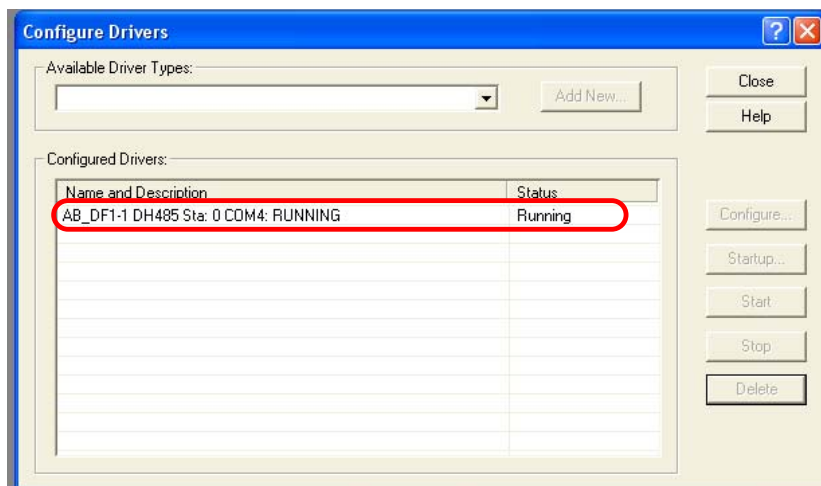 Configure Drivers
Available Driver Types:
Add New...
Close
Help
Configured Drivers:
Name and Description Status
AB_DF1-1 DH485 Sta: 0 COM4: RUNNING Running
Configure...
Startup...
Start
Stop
Delete